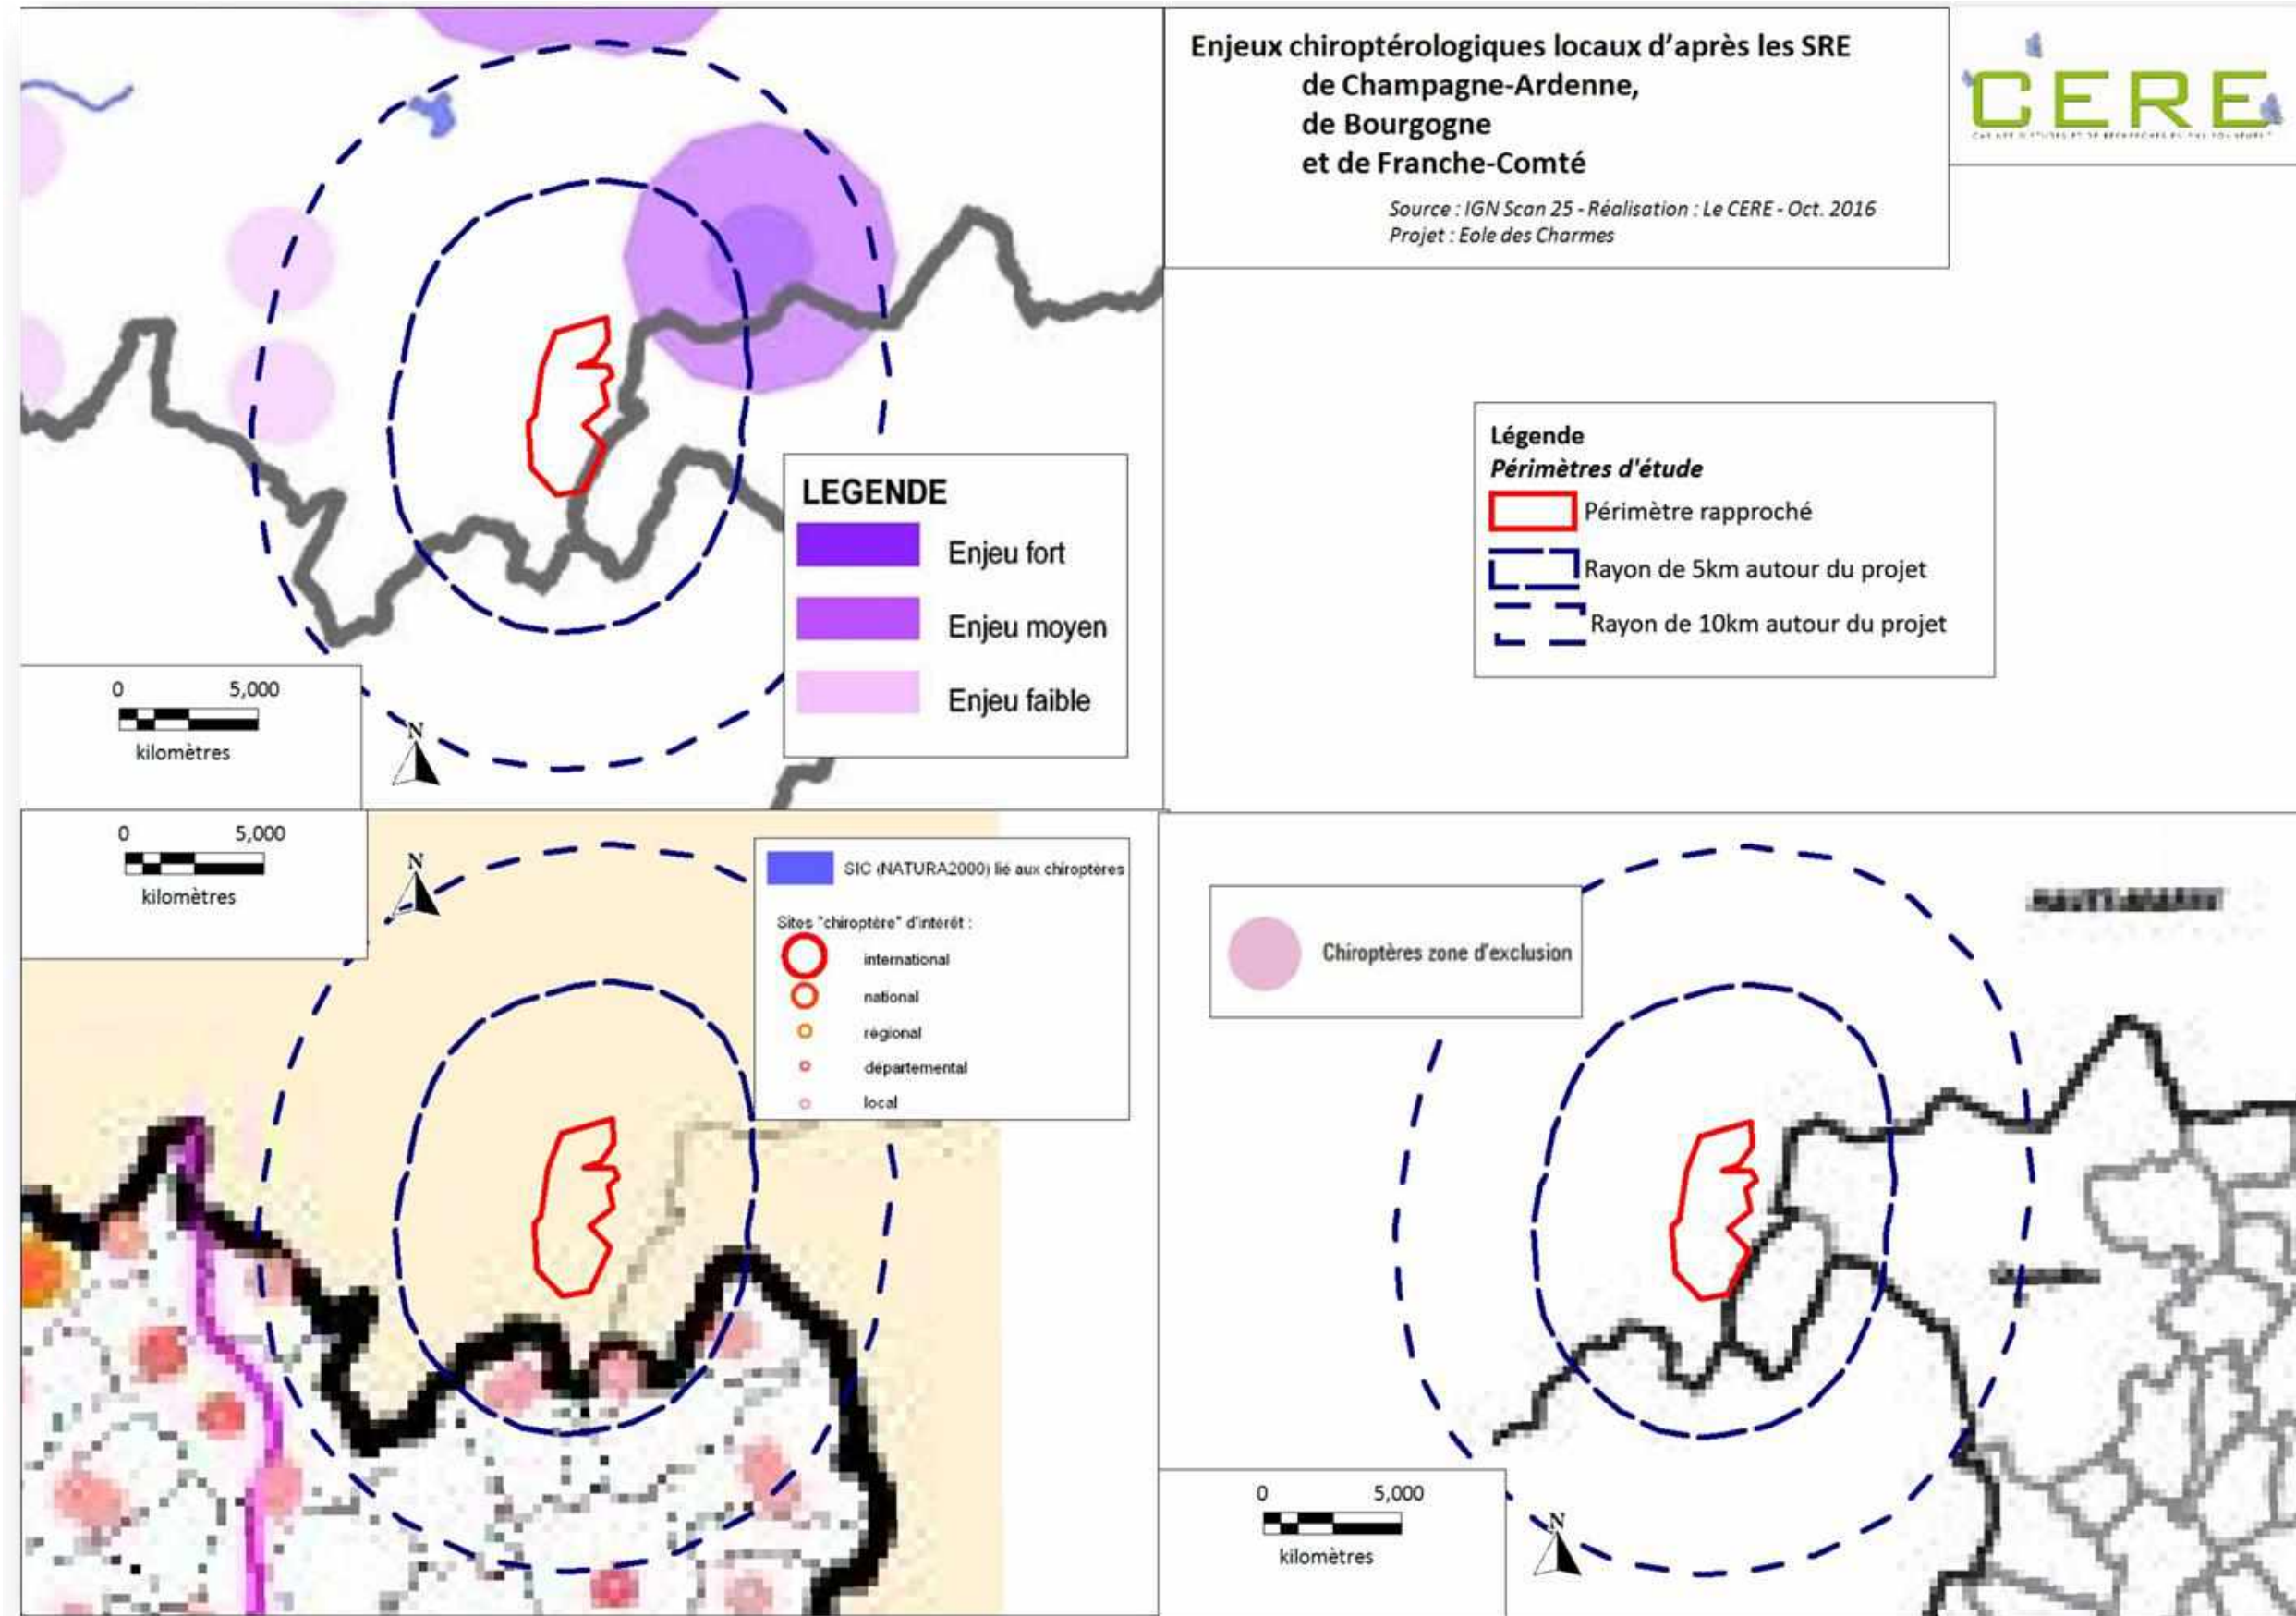 Enjeux chiroptérologiques locaux d'après les SRE
de Champagne-Ardenne,
de Bourgogne
et de Franche-Comté
Source : IGN Scan 25 - Réalisation : Le CERE - Oct. 2016
Projet : Eole des Charmes
CERE
Légende
Périmètres d'étude
Périmètre rapproché
Rayon de 5km autour du projet
Rayon de 10km autour du projet
LEGENDE
Enjeu fort
Enjeu moyen
Enjeu faible
0 5,000
kilomètres
N
0 5,000
kilomètres
N
SIC (NATURA2000) lié aux chiroptères
Sites "chiroptère" d'intérêt :
international
national
régional
départemental
local
Chiroptères zone d'exclusion
0 5,000
kilomètres
N